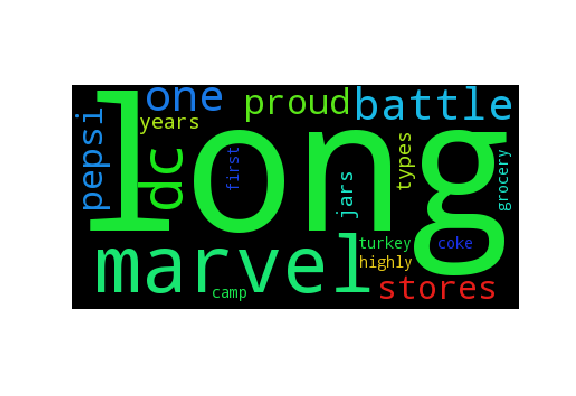 one
proud
battle
pepsi
years
long
dc
first
types
jars
grocery
marvel
turkey
coke
highly
camp
stores